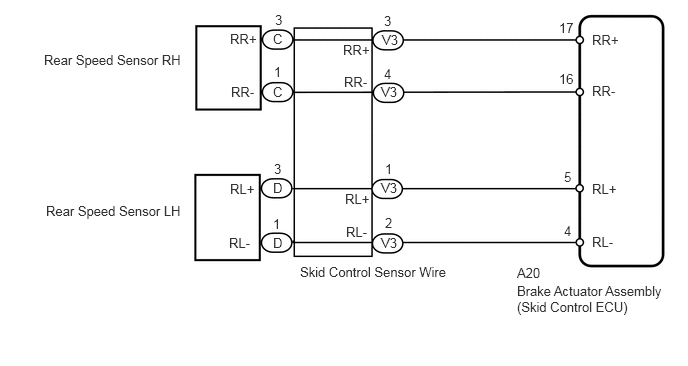 3 3 17
Rear Speed Sensor RH RR+ C RR+ V3 RR+
1 4 16
RR- C RR- V3 RR-
3 1 5
RL+ D RL+ V3 RL+
Rear Speed Sensor LH
1 2 4
RL- D RL- V3 RL-
Skid Control Sensor Wire
A20
Brake Actuator Assembly
(Skid Control ECU)